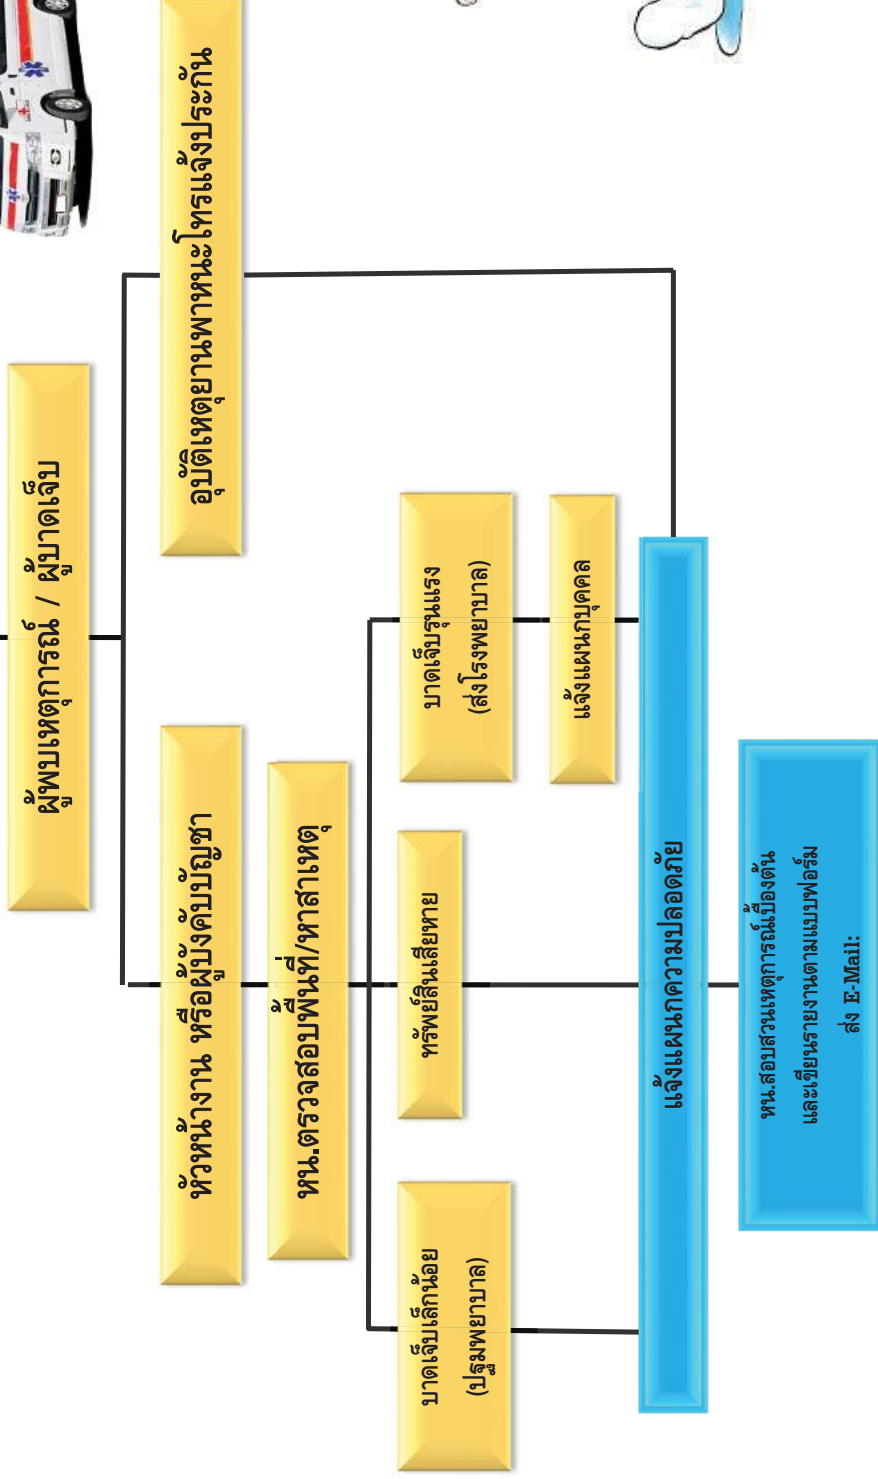 ผู้พบเหตุการณ์ / ผู้บาดเจ็บ
หัวหน้างาน หรือผู้บังคับบัญชา
อุบัติเหตุยานพาหนะโทรแจ้งประกัน
หน.ตรวจสอบพื้นที่/หาสาเหตุ
บาดเจ็บเล็กน้อย
(ปฐมพยาบาล)
ทรัพย์สินเสียหาย
บาดเจ็บรุนแรง
(ส่งโรงพยาบาล)
แจ้งแผนกบุคคล
แจ้งแผนกความปลอดภัย
หน.สอบสวนเหตุการณ์เบื้องต้น
และเขียนรายงานตามแบบฟอร์ม
ส่ง E-Mail: